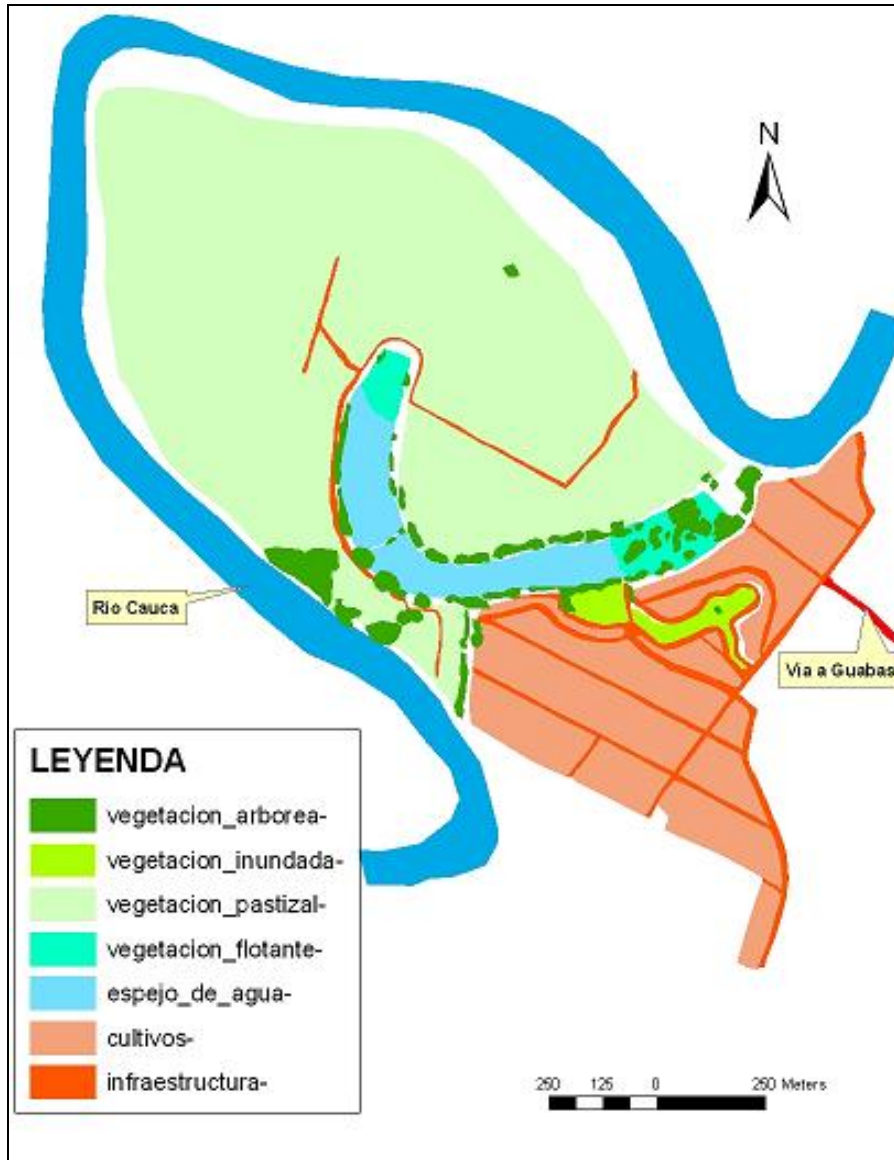 N
Rio Cauca
Via a Guabas
LEYENDA
vegetacion_arborea-
vegetacion_inundada-
vegetacion_pastizal-
vegetacion_flotante-
espejo_de_agua-
cultivos-
infraestructura-
250 125 0 250 Meters